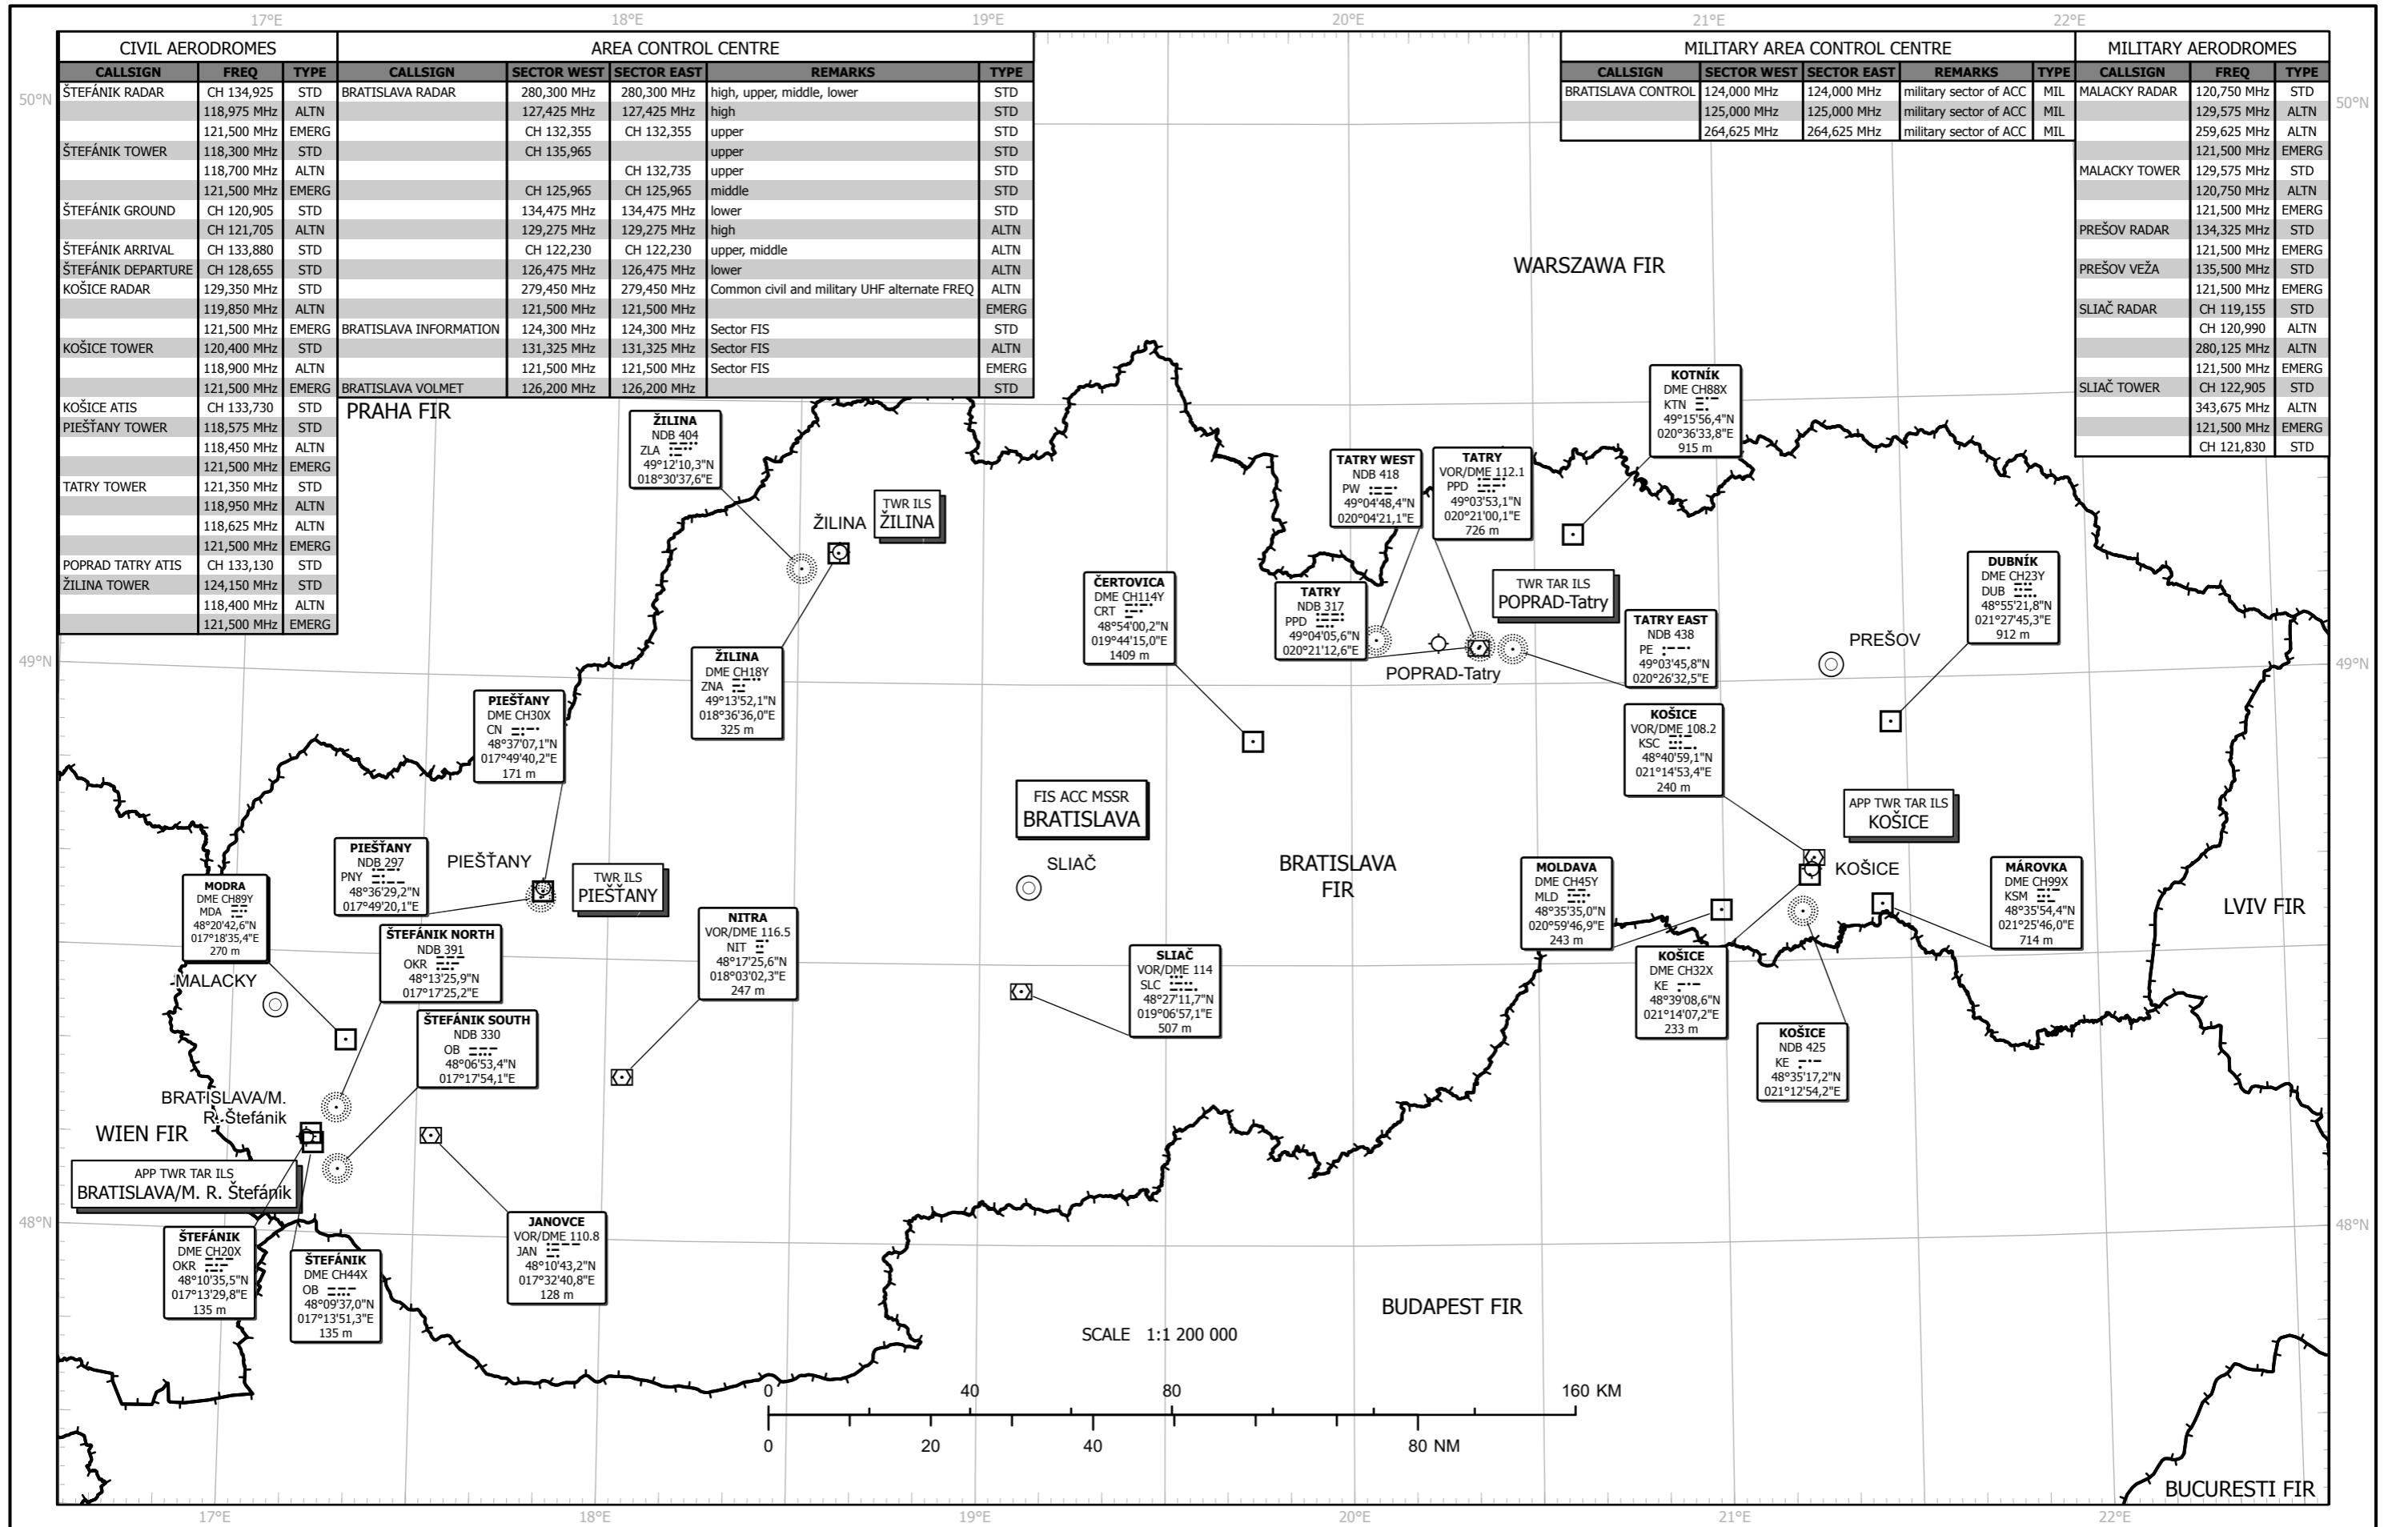 17°E 18°E 19°E 20°E 21°E 22°E
50°N 50°N
49°N 49°N
48°N 48°N
17°E 18°E 19°E 20°E 21°E 22°E
CIVIL AERODROMES
CALLSIGN FREQ TYPE
ŠTEFÁNIK RADAR CH 134,925 STD
118,975 MHz ALTN
121,500 MHz EMERG
ŠTEFÁNIK TOWER 118,300 MHz STD
118,700 MHz ALTN
121,500 MHz EMERG
ŠTEFÁNIK GROUND CH 120,905 STD
CH 121,705 ALTN
ŠTEFÁNIK ARRIVAL CH 133,880 STD
ŠTEFÁNIK DEPARTURE CH 128,655 STD
KOŠICE RADAR 129,350 MHz STD
119,850 MHz ALTN
121,500 MHz EMERG
KOŠICE TOWER 120,400 MHz STD
118,900 MHz ALTN
121,500 MHz EMERG
KOŠICE ATIS CH 133,730 STD
PIEŠŤANY TOWER 118,575 MHz STD
118,450 MHz ALTN
121,500 MHz EMERG
TATRY TOWER 121,350 MHz STD
118,950 MHz ALTN
118,625 MHz ALTN
121,500 MHz EMERG
POPRAD TATRY ATIS CH 133,130 STD
ŽILINA TOWER 124,150 MHz STD
118,400 MHz ALTN
121,500 MHz EMERG
AREA CONTROL CENTRE
CALLSIGN SECTOR WEST SECTOR EAST REMARKS TYPE
BRATISLAVA RADAR 280,300 MHz 280,300 MHz high, upper, middle, lower STD
127,425 MHz 127,425 MHz high STD
CH 132,355 CH 132,355 upper STD
CH 135,965 upper STD
CH 132,735 upper STD
CH 125,965 CH 125,965 middle STD
134,475 MHz 134,475 MHz lower STD
129,275 MHz 129,275 MHz high ALTN
CH 122,230 CH 122,230 upper, middle ALTN
126,475 MHz 126,475 MHz lower ALTN
279,450 MHz 279,450 MHz Common civil and military UHF alternate FREQ ALTN
121,500 MHz 121,500 MHz EMERG
BRATISLAVA INFORMATION 124,300 MHz 124,300 MHz Sector FIS STD
131,325 MHz 131,325 MHz Sector FIS ALTN
121,500 MHz 121,500 MHz Sector FIS EMERG
BRATISLAVA VOLMET 126,200 MHz 126,200 MHz STD
MILITARY AREA CONTROL CENTRE
CALLSIGN SECTOR WEST SECTOR EAST REMARKS TYPE
BRATISLAVA CONTROL 124,000 MHz 124,000 MHz military sector of ACC MIL
125,000 MHz 125,000 MHz military sector of ACC MIL
264,625 MHz 264,625 MHz military sector of ACC MIL
MILITARY AERODROMES
CALLSIGN FREQ TYPE
MALACKY RADAR 120,750 MHz STD
129,575 MHz ALTN
259,625 MHz ALTN
121,500 MHz EMERG
MALACKY TOWER 129,575 MHz STD
120,750 MHz ALTN
121,500 MHz EMERG
PREŠOV RADAR 134,325 MHz STD
121,500 MHz EMERG
PREŠOV VEŽA 135,500 MHz STD
121,500 MHz EMERG
SLIAČ RADAR CH 119,155 STD
CH 120,990 ALTN
280,125 MHz ALTN
121,500 MHz EMERG
SLIAČ TOWER CH 122,905 STD
343,675 MHz ALTN
121,500 MHz EMERG
CH 121,830 STD
WARSZAWA FIR
PRAHA FIR
ŽILINA
NDB 404
ZLA
49°12'10,3"N
018°30'37,6"E
ŽILINA
TWR ILS
ŽILINA
ŽILINA
DME CH18Y
ZNA
49°13'52,1"N
018°36'36,0"E
325 m
KOTNÍK
DME CH88X
KTN
49°15'56,4"N
020°36'33,8"E
915 m
TATRY WEST
NDB 418
PW
49°04'48,4"N
020°04'21,1"E
TATRY
VOR/DME 112.1
PPD
49°03'53,1"N
020°21'00,1"E
726 m
ČERTOVICA
DME CH114Y
CRT
48°54'00,2"N
019°44'15,0"E
1409 m
TATRY
NDB 317
PPD
49°04'05,6"N
020°21'12,6"E
TWR TAR ILS
POPRAD-Tatry
POPRAD-Tatry
TATRY EAST
NDB 438
PE
49°03'45,8"N
020°26'32,5"E
DUBNÍK
DME CH23Y
DUB
48°55'21,8"N
021°27'45,3"E
912 m
PREŠOV
PIEŠŤANY
DME CH30X
CN
48°37'07,1"N
017°49'40,2"E
171 m
KOŠICE
VOR/DME 108.2
KSC
48°40'59,1"N
021°14'53,4"E
240 m
FIS ACC MSSR
BRATISLAVA
APP TWR TAR ILS
KOŠICE
PIEŠŤANY
NDB 297
PNY
48°36'29,2"N
017°49'20,1"E
PIEŠŤANY
TWR ILS
PIEŠŤANY
SLIAČ
BRATISLAVA
FIR
KOŠICE
MOLDAVA
DME CH45Y
MLD
48°35'35,0"N
020°59'46,9"E
243 m
MÁROVKA
DME CH99X
KSM
48°35'54,4"N
021°25'46,0"E
714 m
LVIV FIR
MODRA
DME CH89Y
MDA
48°20'42,6"N
017°18'35,4"E
270 m
MALACKY
ŠTEFÁNIK NORTH
NDB 391
OKR
48°13'25,9"N
017°17'25,2"E
NITRA
VOR/DME 116.5
NIT
48°17'25,6"N
018°03'02,3"E
247 m
SLIAČ
VOR/DME 114
SLC
48°27'11,7"N
019°06'57,1"E
507 m
KOŠICE
DME CH32X
KE
48°39'08,6"N
021°14'07,2"E
233 m
ŠTEFÁNIK SOUTH
NDB 330
OB
48°06'53,4"N
017°17'54,1"E
KOŠICE
NDB 425
KE
48°35'17,2"N
021°12'54,2"E
BRATISLAVA/M.
R. Štefánik
WIEN FIR
APP TWR TAR ILS
BRATISLAVA/M. R. Štefánik
ŠTEFÁNIK
DME CH20X
OKR
48°10'35,5"N
017°13'29,8"E
135 m
ŠTEFÁNIK
DME CH44X
OB
48°09'37,0"N
017°13'51,3"E
135 m
JANOVCE
VOR/DME 110.8
JAN
48°10'43,2"N
017°32'40,8"E
128 m
BUDAPEST FIR
SCALE 1:1 200 000
0 40 80 160 KM
0 20 40 80 NM
BUCURESTI FIR